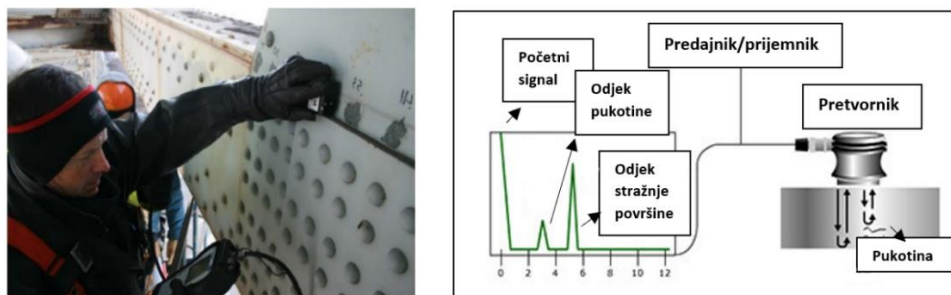 Početni
signal
Odjek
pukotine
Odjek
stražnje
površine
Predajnik/prijemnik
Pretvornik
Pukotina
0 2 4 6 8 10 12